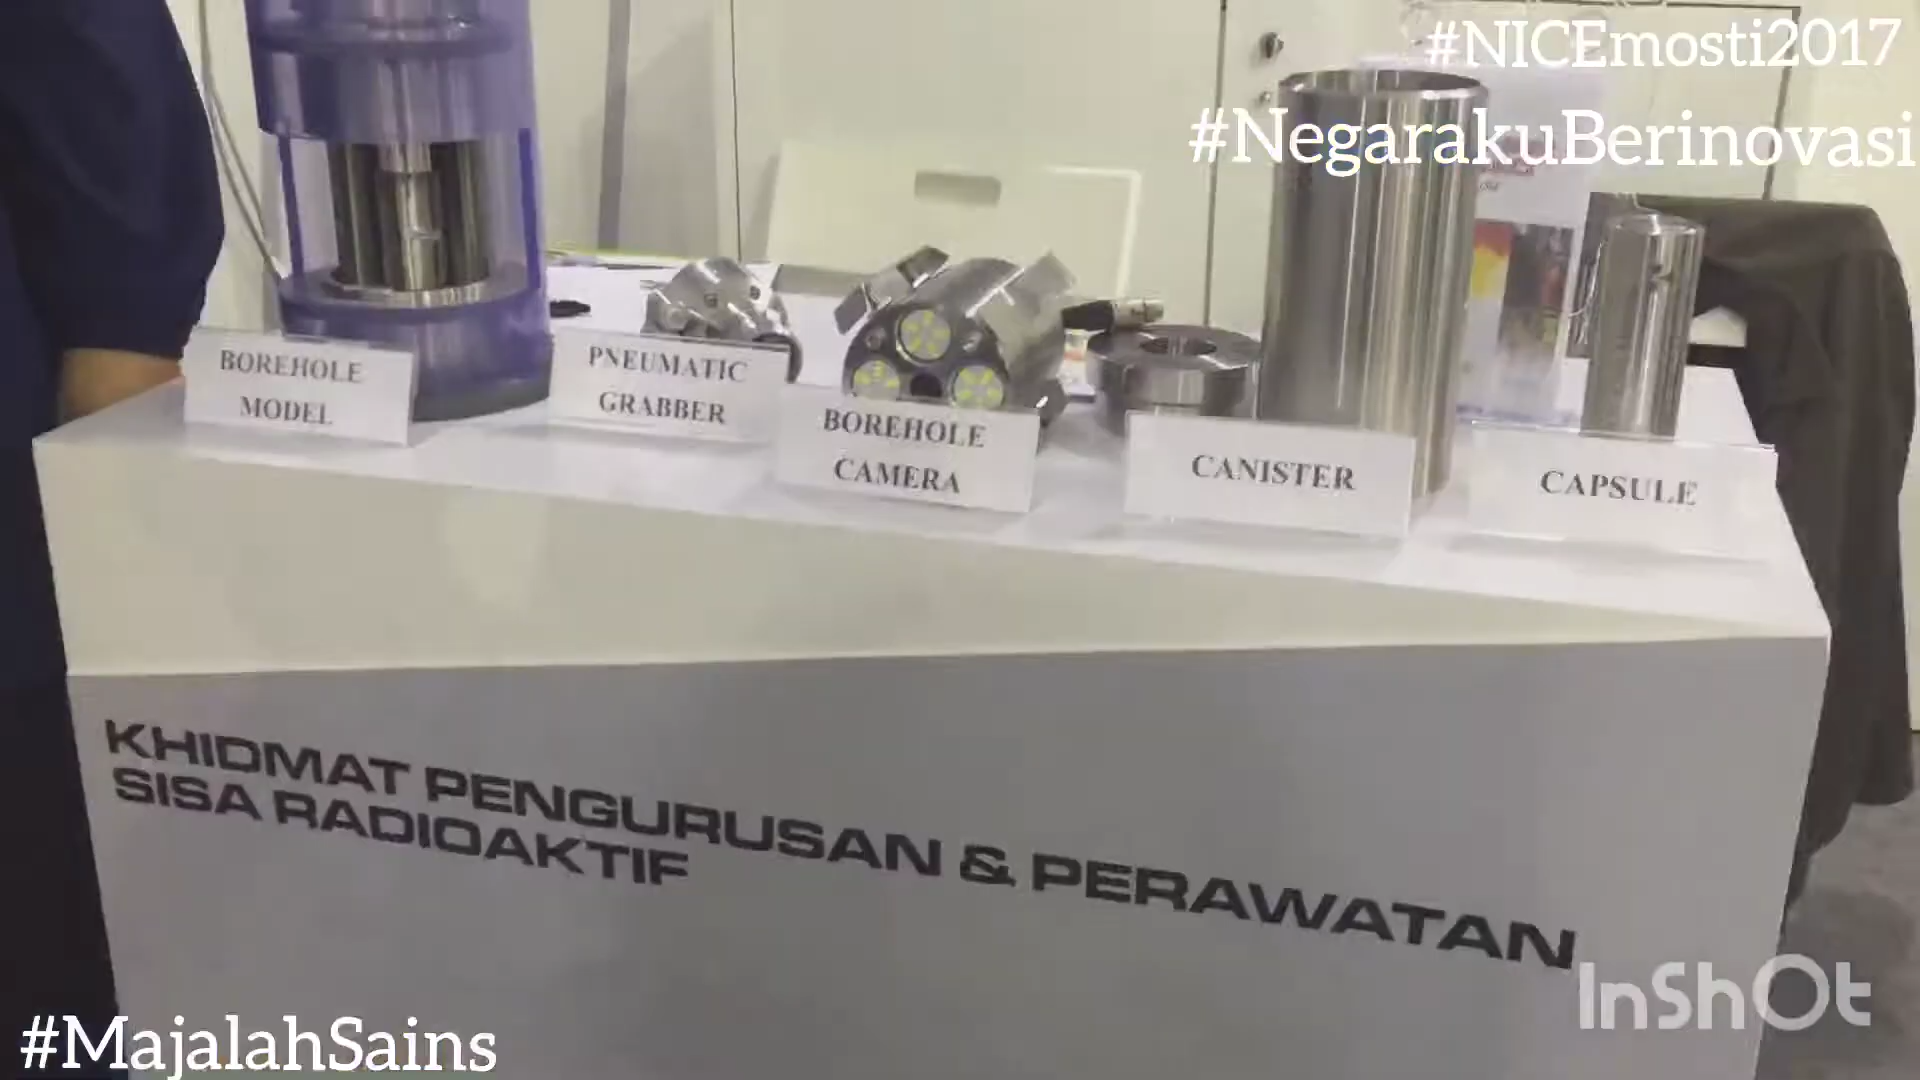 #NICEmosti2017
#NegarakuBerinovasi
BOREHOLE
MODEL
PNEUMATIC
GRABBER
BOREHOLE
CAMERA
CANISTER
CAPSULE
KHIDMAT PENGURUSAN & PERAWATAN
SISA RADIOAKTIF
InShOt
#MajalahSains